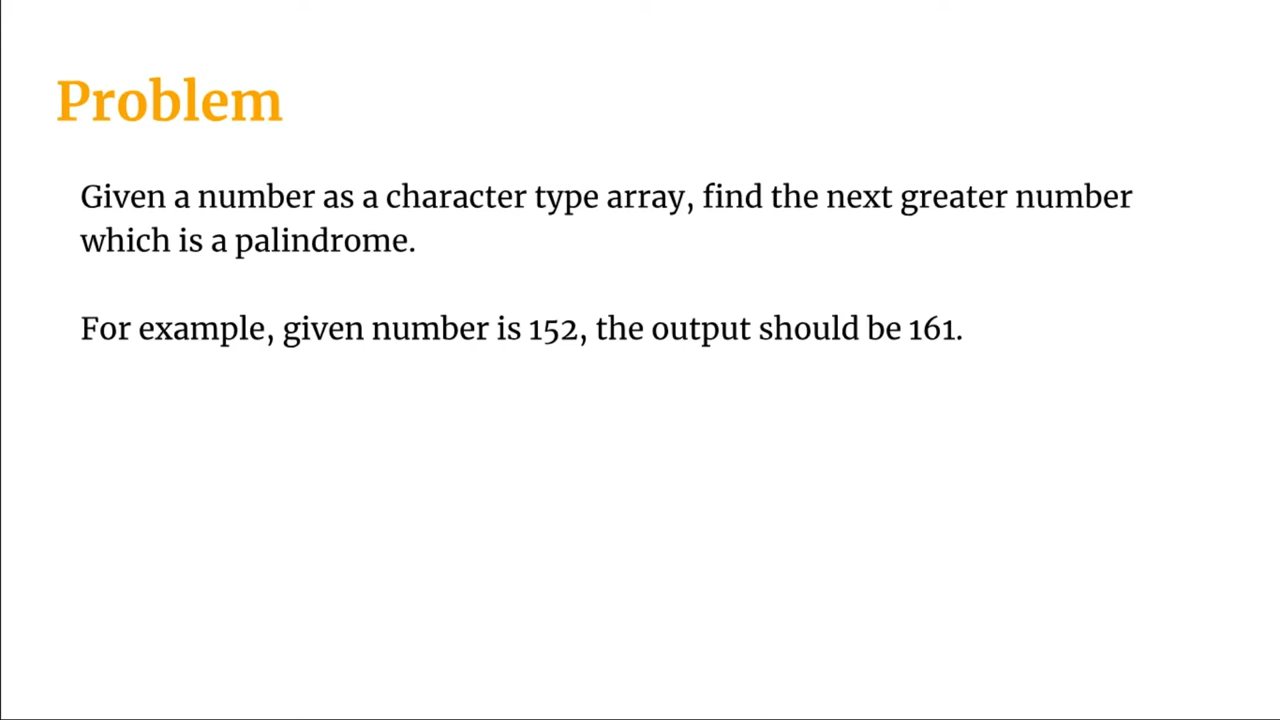 Problem
Given a number as a character type array, find the next greater number
which is a palindrome.
For example, given number is 152, the output should be 161.